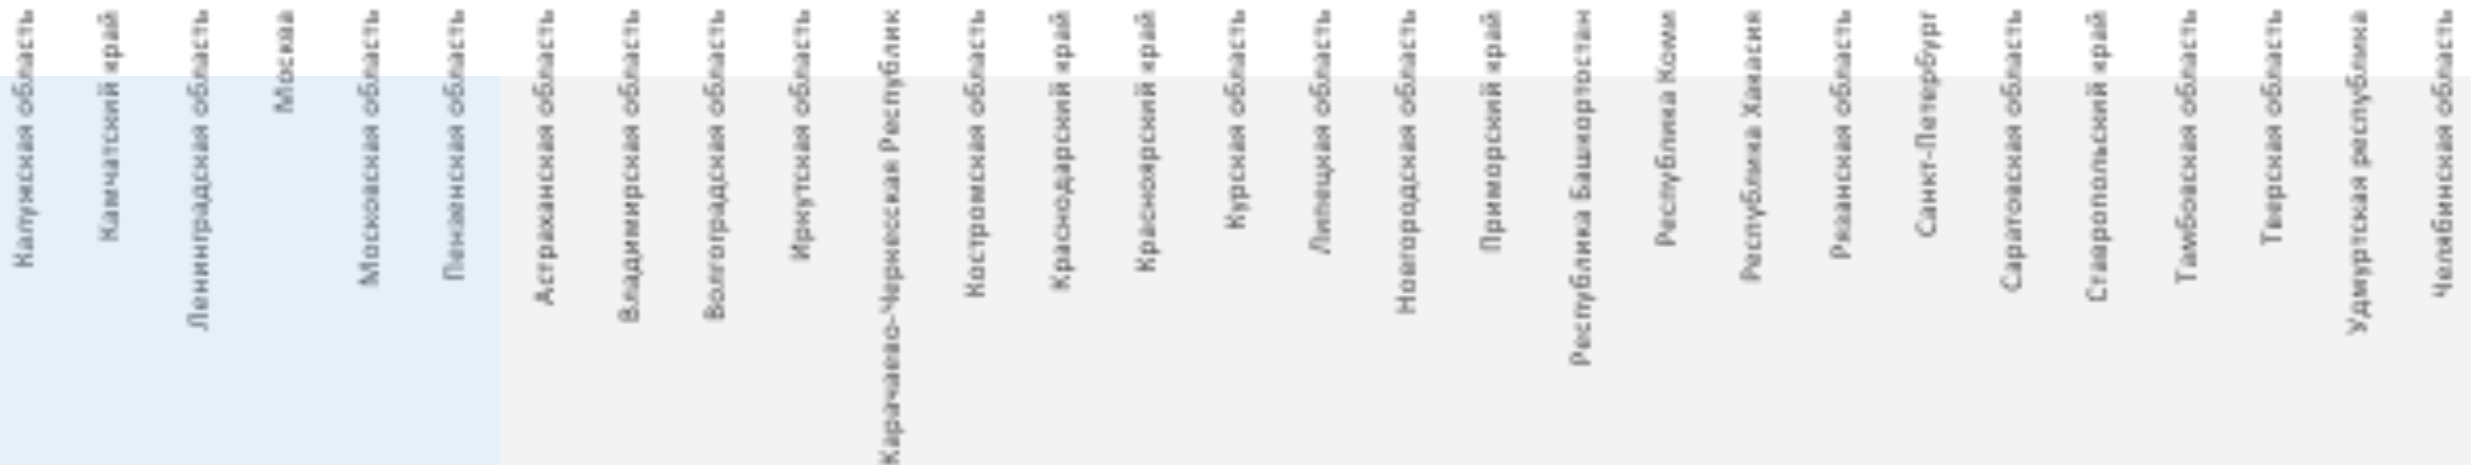 Калужская область
Камчатский край
Ленинградская область
Москва
Московская область
Пензенская область
Астраханская область
Владимирская область
Волгоградская область
Иркутская область
Карачаево-Черкесская Республик
Костромская область
Краснодарский край
Красноярский край
Курская область
Липецкая область
Новгородская область
Приморский край
Республика Башкортостан
Республика Коми
Республика Хакасия
Рязанская область
Санкт-Петербург
Саратовская область
Ставропольский край
Тамбовская область
Тверская область
Удмуртская республика
Челябинская область